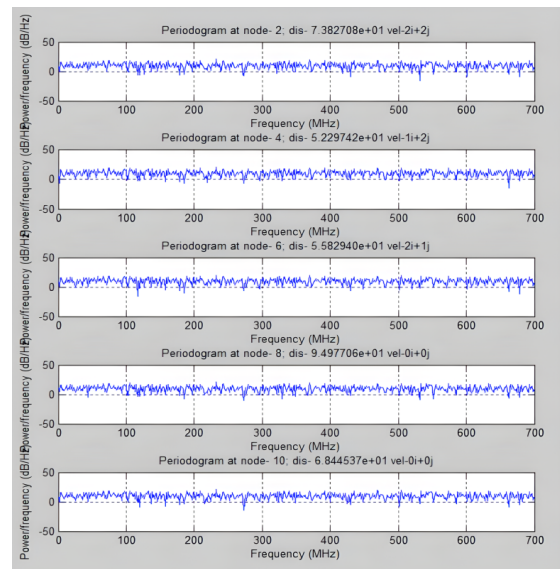 Periodogram at node- 2; dis- 7.382708e+01 vel-2i+2j
Power/frequency (dB/Hz)
50
0
-50
0 100 200 300 400 500 600 700
Frequency (MHz)
Periodogram at node- 4; dis- 5.229742e+01 vel-1i+2j
Power/frequency (dB/Hz)
50
0
-50
0 100 200 300 400 500 600 700
Frequency (MHz)
Periodogram at node- 6; dis- 5.582940e+01 vel-2i+1j
Power/frequency (dB/Hz)
50
0
-50
0 100 200 300 400 500 600 700
Frequency (MHz)
Periodogram at node- 8; dis- 9.497706e+01 vel-0i+0j
Power/frequency (dB/Hz)
50
0
-50
0 100 200 300 400 500 600 700
Frequency (MHz)
Periodogram at node- 10; dis- 6.844537e+01 vel-0i+0j
Power/frequency (dB/Hz)
50
0
-50
0 100 200 300 400 500 600 700
Frequency (MHz)